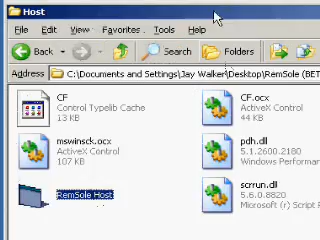 Host
File Edit View Favorites Tools Help
Back Search Folders
Address C:\Documents and Settings\Jay Walker\Desktop\RemSole (BET
CF
Control Typelib Cache
13 KB
CF.ocx
ActiveX Control
44 KB
mswinsck.ocx
ActiveX Control
107 KB
pdh.dll
5.1.2600.2180
Windows Performa
RemSole Host
scrrun.dll
5.6.0.8820
Microsoft (r) Script